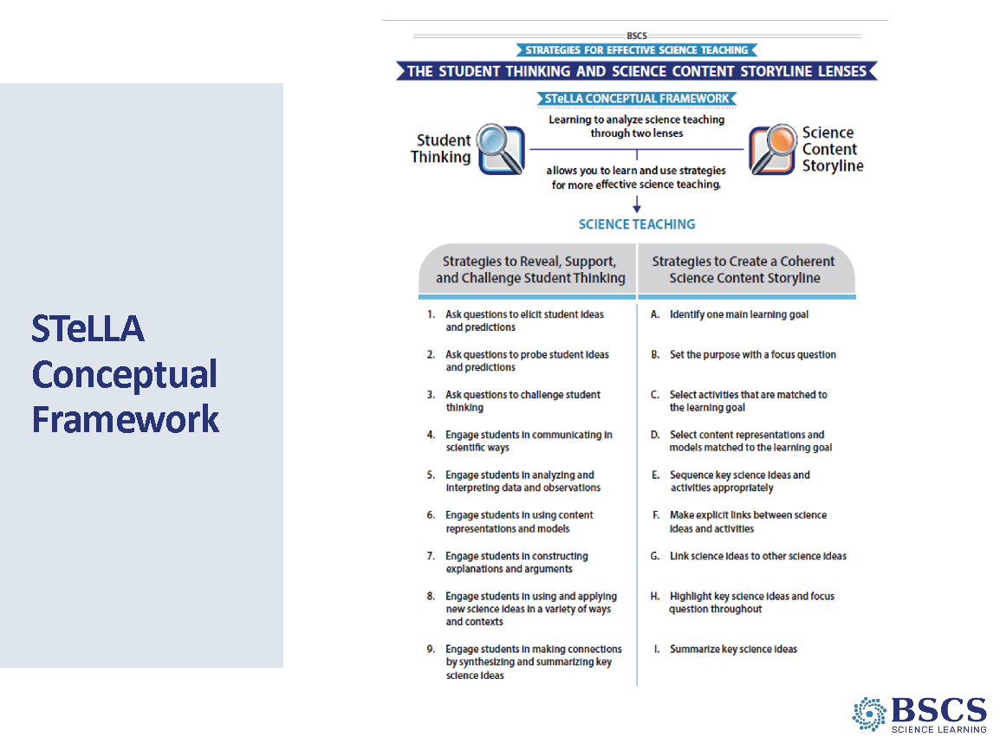 STeLLA
Conceptual
Framework
BSCS
STRATEGIES FOR EFFECTIVE SCIENCE TEACHING
THE STUDENT THINKING AND SCIENCE CONTENT STORYLINE LENSES
STeLLA CONCEPTUAL FRAMEWORK
Learning to analyze science teaching
through two lenses
Student
Thinking
Science
Content
Storyline
allows you to learn and use strategies
for more effective science teaching.
SCIENCE TEACHING
Strategies to Reveal, Support,
and Challenge Student Thinking
1. Ask questions to elicit student ideas
and predictions
2. Ask questions to probe student ideas
and predictions
3. Ask questions to challenge student
thinking
4. Engage students in communicating in
scientific ways
5. Engage students in analyzing and
interpreting data and observations
6. Engage students in using content
representations and models
7. Engage students in constructing
explanations and arguments
8. Engage students in using and applying
new science ideas in a variety of ways
and contexts
9. Engage students in making connections
by synthesizing and summarizing key
science ideas
Strategies to Create a Coherent
Science Content Storyline
A. Identify one main learning goal
B. Set the purpose with a focus question
C. Select activities that are matched to
the learning goal
D. Select content representations and
models matched to the learning goal
E. Sequence key science ideas and
activities appropriately
F. Make explicit links between science
ideas and activities
G. Link science ideas to other science ideas
H. Highlight key science ideas and focus
question throughout
I. Summarize key science ideas
BSCS
SCIENCE LEARNING